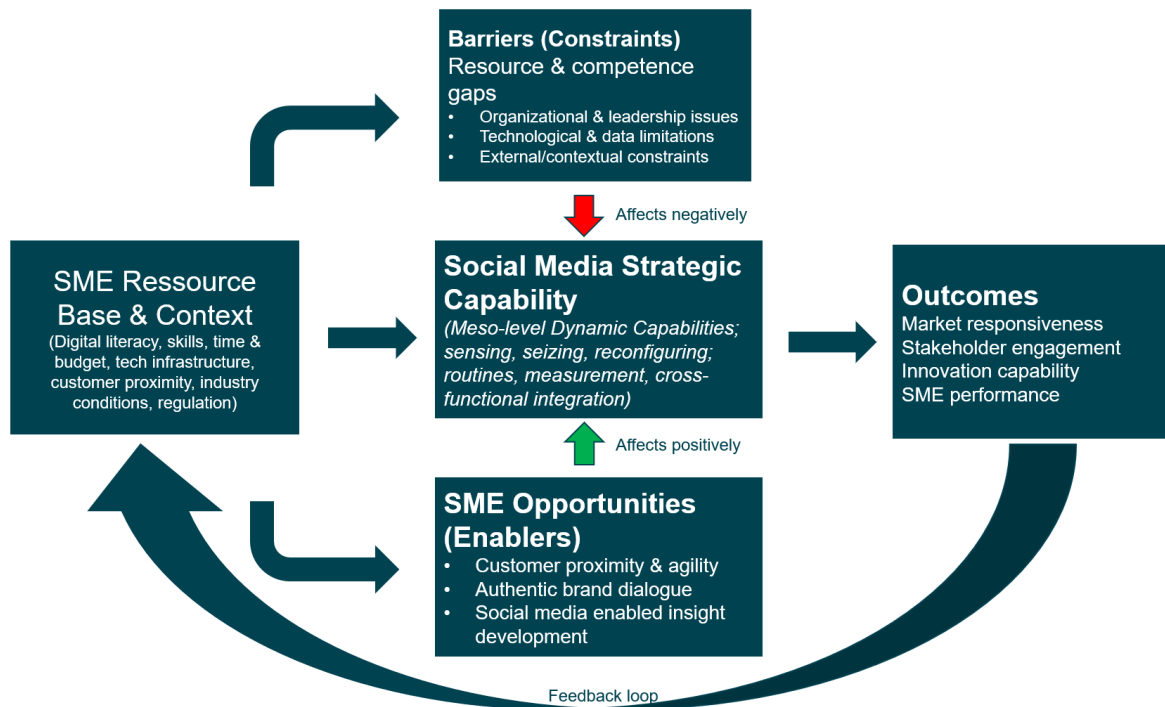 Barriers (Constraints)
Resource & competence
gaps
• Organizational & leadership issues
• Technological & data limitations
• External/contextual constraints
Affects negatively
SME Ressource
Base & Context
(Digital literacy, skills, time &
budget, tech infrastructure,
customer proximity, industry
conditions, regulation)
Social Media Strategic
Capability
(Meso-level Dynamic Capabilities;
sensing, seizing, reconfiguring;
routines, measurement, cross-
functional integration)
Outcomes
Market responsiveness
Stakeholder engagement
Innovation capability
SME performance
Affects positively
SME Opportunities
(Enablers)
• Customer proximity & agility
• Authentic brand dialogue
• Social media enabled insight
development
Feedback loop